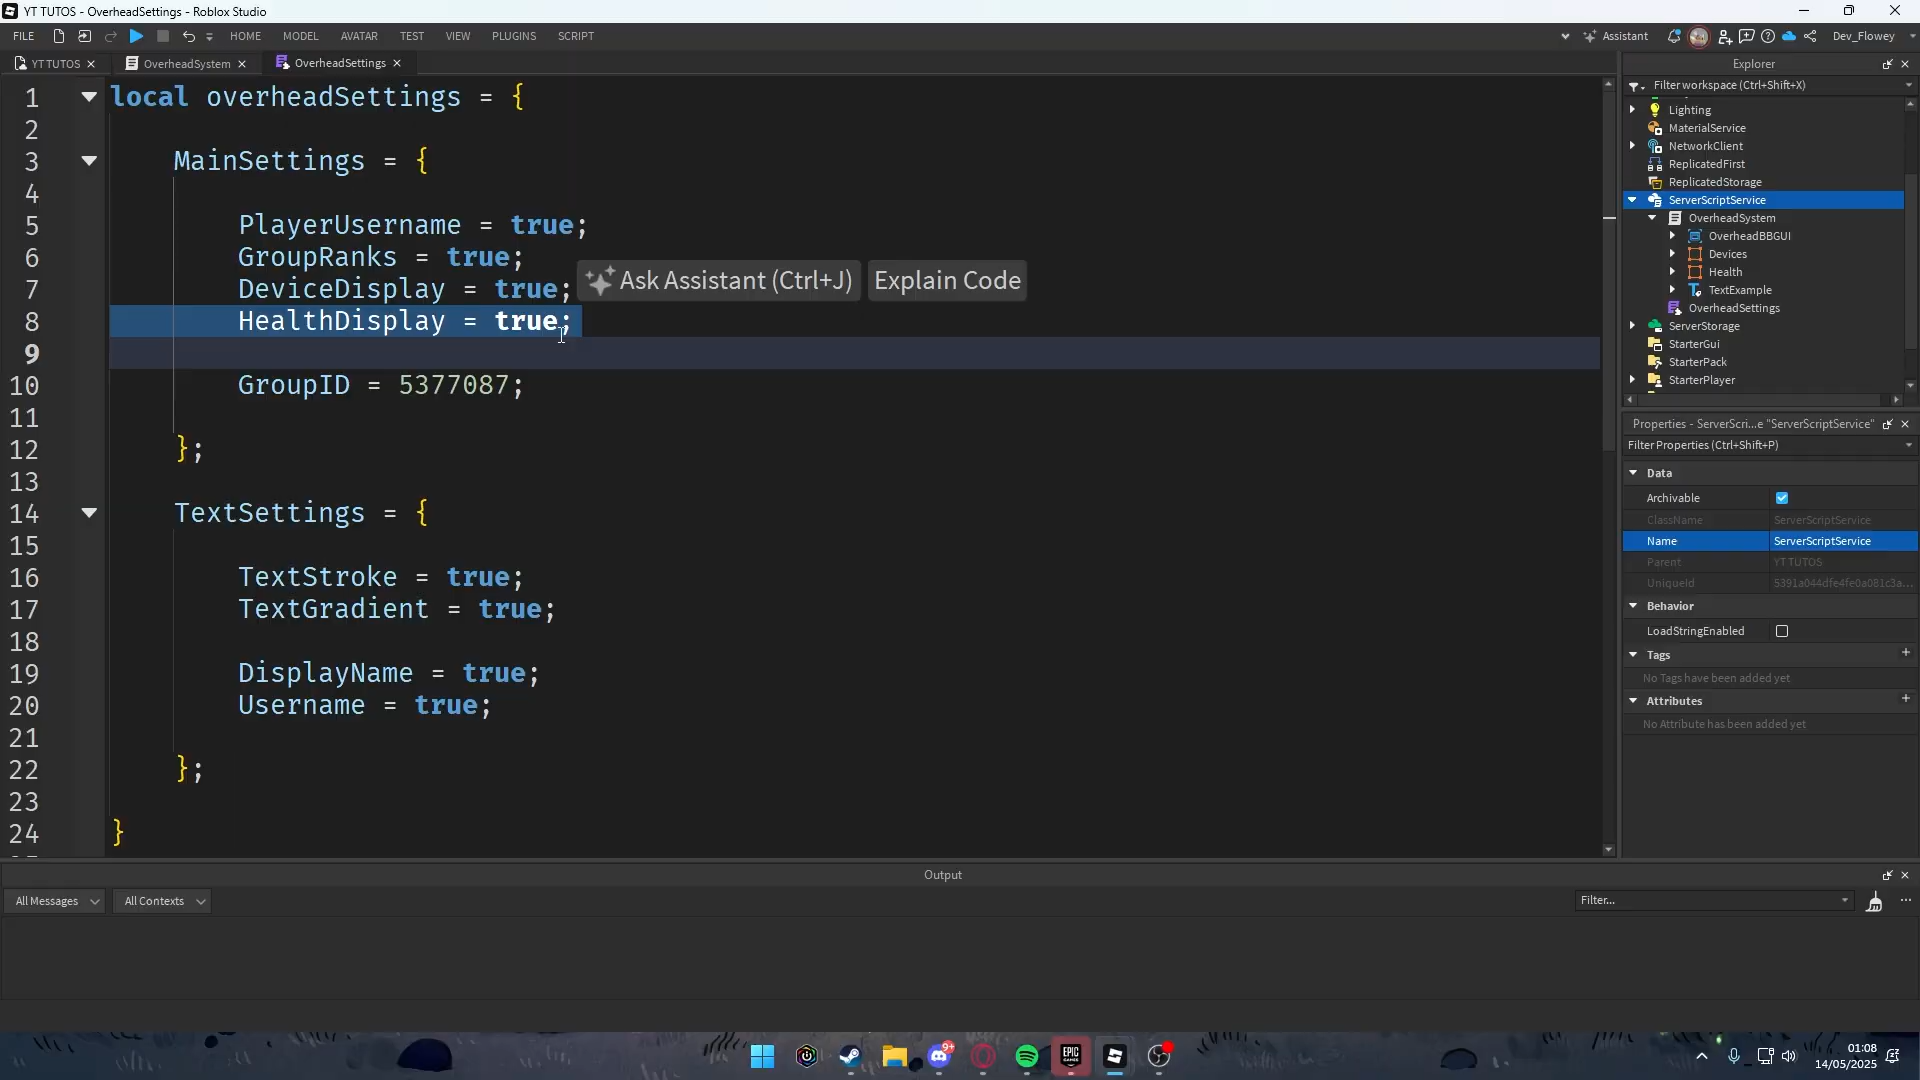 YT TUTOS - OverheadSettings - Roblox Studio
FILE HOME MODEL AVATAR TEST VIEW PLUGINS SCRIPT Assistant Dev_Flowey
YT TUTOS OverheadSystem OverheadSettings
1 local overheadSettings = {
2
3 MainSettings = {
4
5 PlayerUsername = true;
6 GroupRanks = true;
7 DeviceDisplay = true;
Ask Assistant (Ctrl+J) Explain Code
8 HealthDisplay = true;
9
10 GroupID = 5377087;
11
12 };
13
14 TextSettings = {
15
16 TextStroke = true;
17 TextGradient = true;
18
19 DisplayName = true;
20 Username = true;
21
22 };
23
24 }
Explorer
Filter workspace (Ctrl+Shift+X)
Lighting
MaterialService
NetworkClient
ReplicatedFirst
ReplicatedStorage
ServerScriptService
OverheadSystem
OverheadBBGUI
Devices
Health
TextExample
OverheadSettings
ServerStorage
StarterGui
StarterPack
StarterPlayer
Properties - ServerScri...e "ServerScriptService"
Filter Properties (Ctrl+Shift+P)
Data
Archivable
ClassName ServerScriptService
Name ServerScriptService
Parent YT TUTOS
UniqueId 5391a044dfe4fe0a081c3a...
Behavior
LoadStringEnabled
Tags
No Tags have been added yet
Attributes
No Attribute has been added yet
Output
All Messages All Contexts Filter...
9+
EPIC GAMES
01:08
14/05/2025